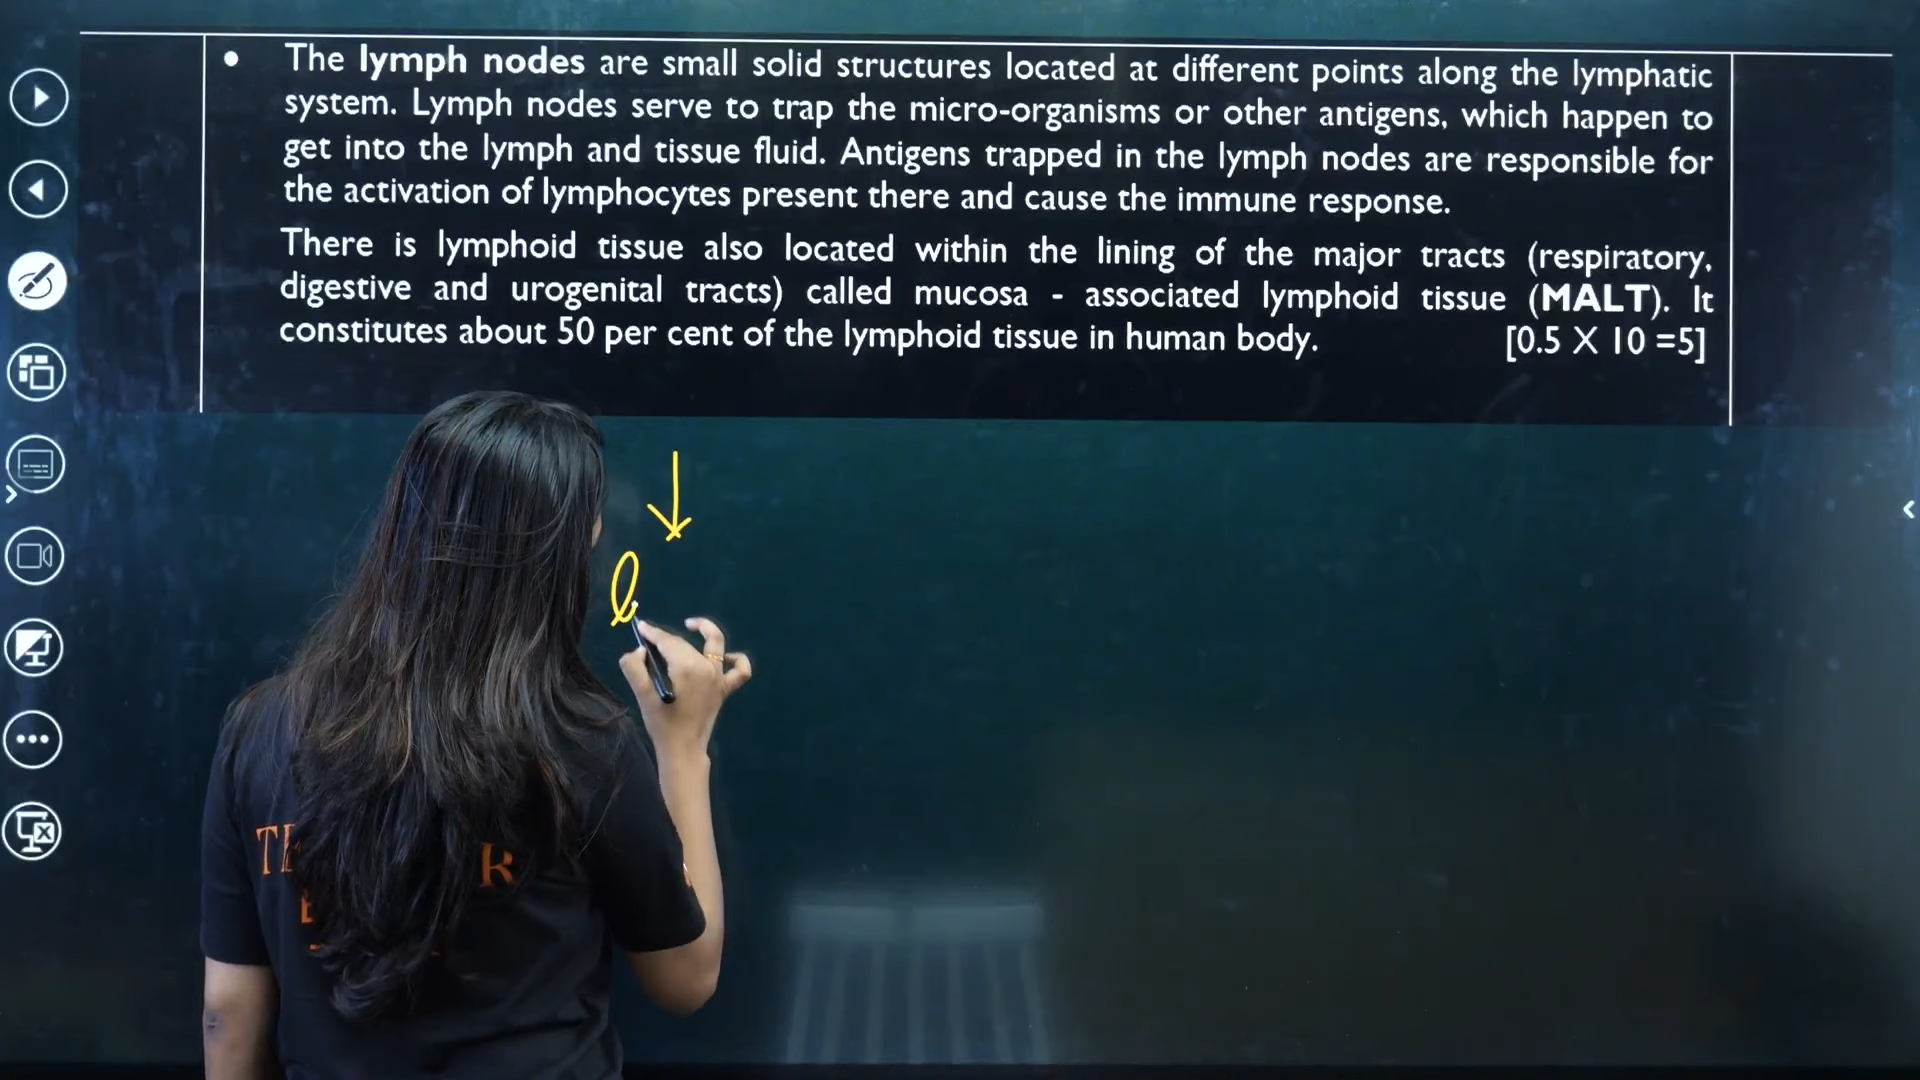 • The lymph nodes are small solid structures located at different points along the lymphatic
system. Lymph nodes serve to trap the micro-organisms or other antigens, which happen to
get into the lymph and tissue fluid. Antigens trapped in the lymph nodes are responsible for
the activation of lymphocytes present there and cause the immune response.
There is lymphoid tissue also located within the lining of the major tracts (respiratory,
digestive and urogenital tracts) called mucosa - associated lymphoid tissue (MALT). It
constitutes about 50 per cent of the lymphoid tissue in human body. [0.5 X 10 =5]
l
R